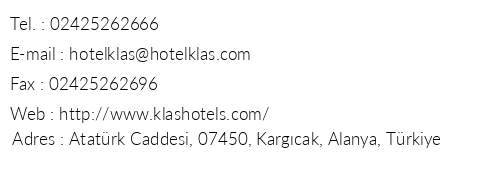 Tel. : 02425262666
E-mail : hotelklas@hotelklas.com
Fax : 02425262696
Web : http://www.klashotels.com/
Adres : Atatürk Caddesi, 07450, Kargıcak, Alanya, Türkiye